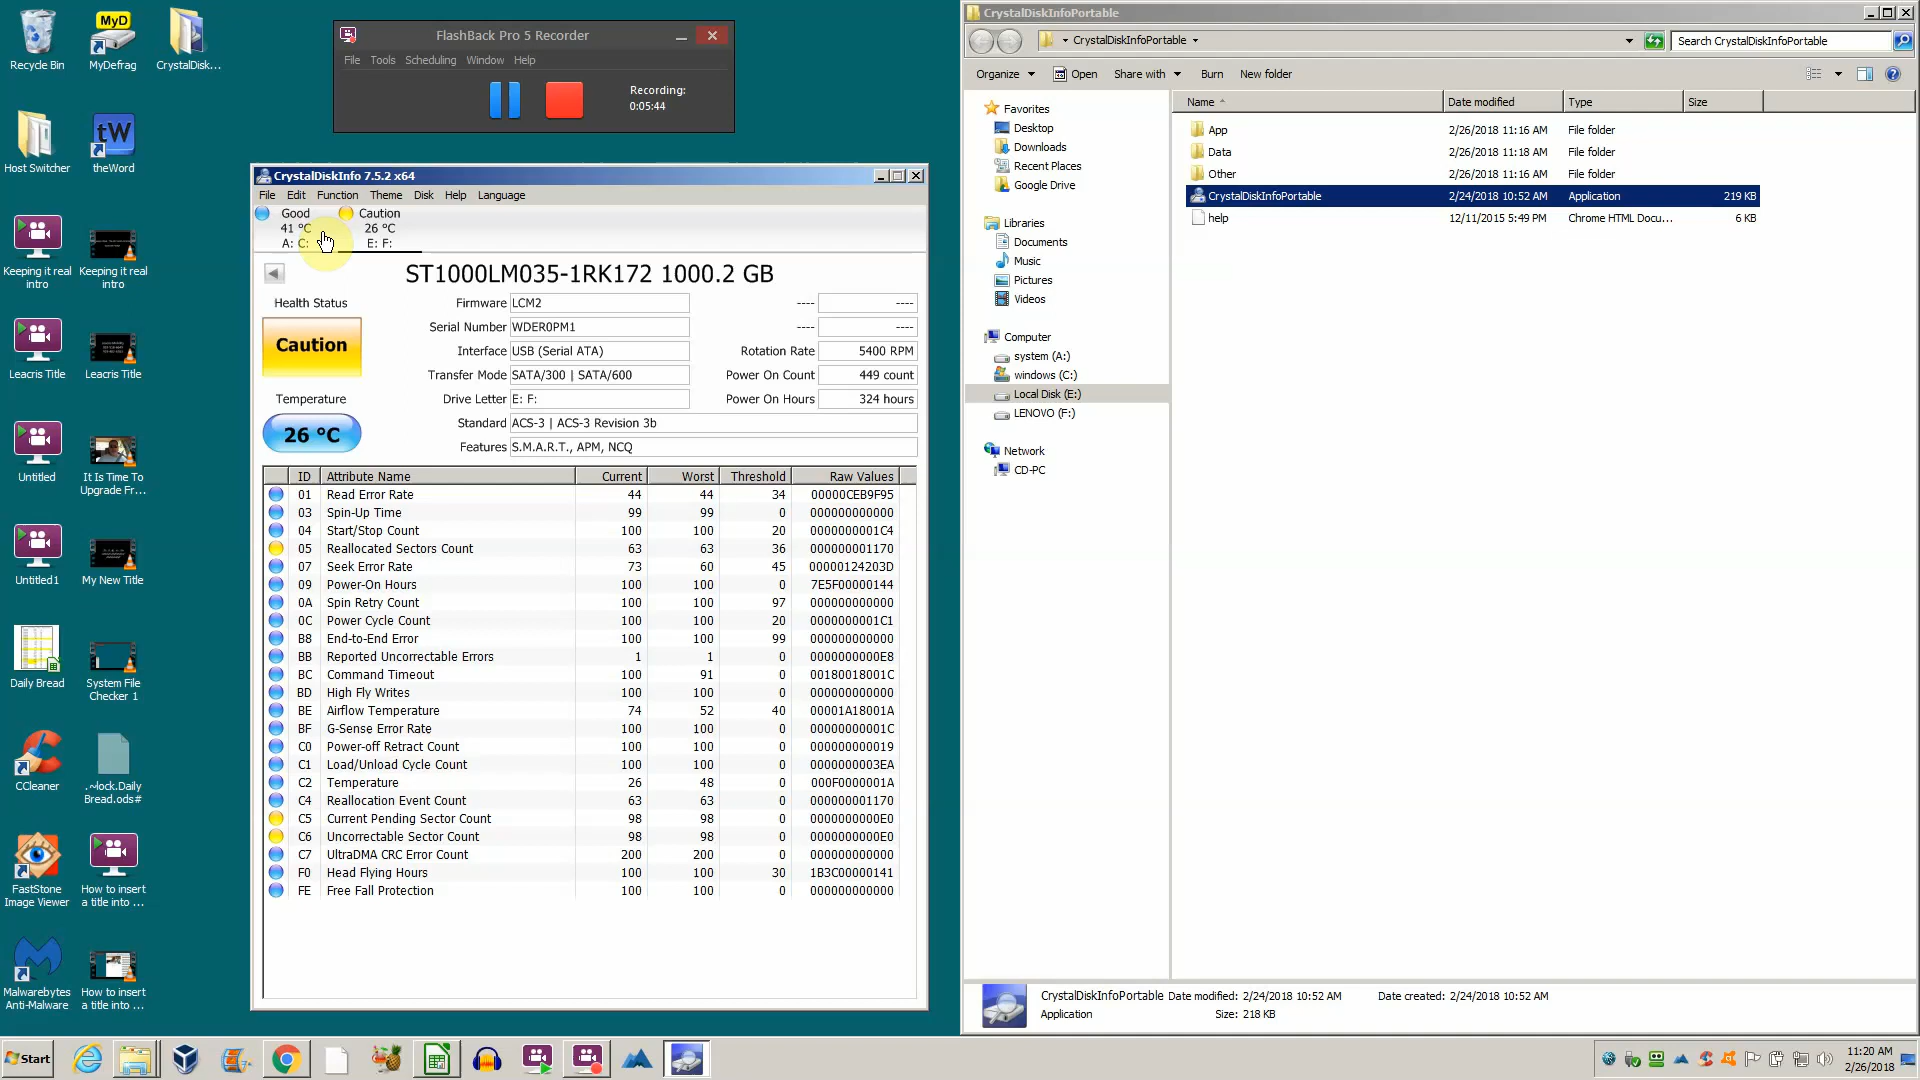 Recycle Bin
MyDefrag
CrystalDisk...
Host Switcher
theWord
Keeping it real
intro
Keeping it real
intro
Leacris Title
Leacris Title
Untitled
It Is Time To
Upgrade Fr...
Untitled1
My New Title
Daily Bread
System File
Checker 1
CCleaner
.~lock.Daily
Bread.ods#
FastStone
Image Viewer
How to insert
a title into ...
Malwarebytes
Anti-Malware
How to insert
a title into ...
FlashBack Pro 5 Recorder
File Tools Scheduling Window Help
Recording:
0:05:44
CrystalDiskInfo 7.5.2 x64
File Edit Function Theme Disk Help Language
Good Caution
41 °C 26 °C
A: C: E: F:
ST1000LM035-1RK172 1000.2 GB
Health Status
Caution
Temperature
26 °C
Firmware LCM2 ---- ----
Serial Number WDER0PM1 ---- ----
Interface USB (Serial ATA) Rotation Rate 5400 RPM
Transfer Mode SATA/300 | SATA/600 Power On Count 449 count
Drive Letter E: F: Power On Hours 324 hours
Standard ACS-3 | ACS-3 Revision 3b
Features S.M.A.R.T., APM, NCQ
ID Attribute Name Current Worst Threshold Raw Values
01 Read Error Rate 44 44 34 00000CEB9F95
03 Spin-Up Time 99 99 0 000000000000
04 Start/Stop Count 100 100 20 0000000001C4
05 Reallocated Sectors Count 63 63 36 000000001170
07 Seek Error Rate 73 60 45 00000124203D
09 Power-On Hours 100 100 0 7E5F00000144
0A Spin Retry Count 100 100 97 000000000000
0C Power Cycle Count 100 100 20 0000000001C1
B8 End-to-End Error 100 100 99 000000000000
BB Reported Uncorrectable Errors 1 1 0 0000000000E8
BC Command Timeout 100 91 0 00180018001C
BD High Fly Writes 100 100 0 000000000000
BE Airflow Temperature 74 52 40 00001A18001A
BF G-Sense Error Rate 100 100 0 00000000001C
C0 Power-off Retract Count 100 100 0 000000000019
C1 Load/Unload Cycle Count 100 100 0 0000000003EA
C2 Temperature 26 48 0 000F0000001A
C4 Reallocation Event Count 63 63 0 000000001170
C5 Current Pending Sector Count 98 98 0 0000000000E0
C6 Uncorrectable Sector Count 98 98 0 0000000000E0
C7 UltraDMA CRC Error Count 200 200 0 000000000000
F0 Head Flying Hours 100 100 30 1B3C00000141
FE Free Fall Protection 100 100 0 000000000000
CrystalDiskInfoPortable
CrystalDiskInfoPortable
Search CrystalDiskInfoPortable
Organize Open Share with Burn New folder
Favorites
Desktop
Downloads
Recent Places
Google Drive
Libraries
Documents
Music
Pictures
Videos
Computer
system (A:)
windows (C:)
Local Disk (E:)
LENOVO (F:)
Network
CD-PC
Name Date modified Type Size
App 2/26/2018 11:16 AM File folder
Data 2/26/2018 11:18 AM File folder
Other 2/26/2018 11:16 AM File folder
CrystalDiskInfoPortable 2/24/2018 10:52 AM Application 219 KB
help 12/11/2015 5:49 PM Chrome HTML Docu... 6 KB
CrystalDiskInfoPortable Date modified: 2/24/2018 10:52 AM Date created: 2/24/2018 10:52 AM
Application Size: 218 KB
Start
11:20 AM
2/26/2018
MyD
tW